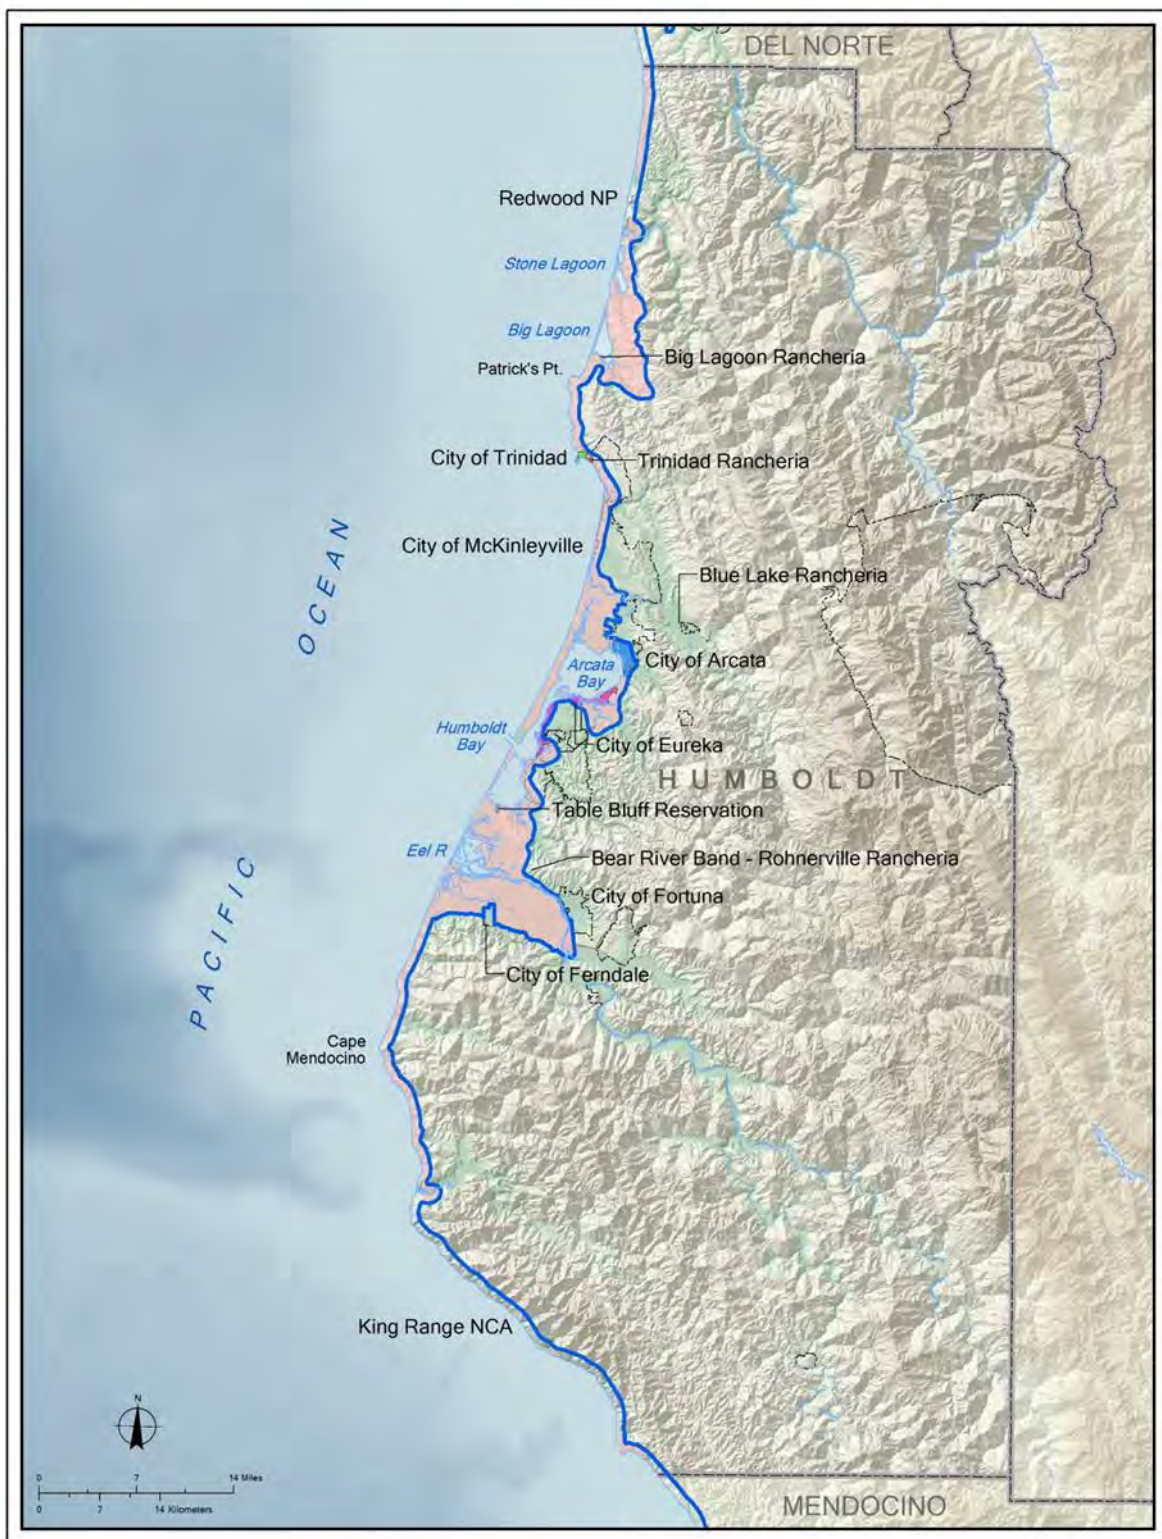 DEL NORTE
Redwood NP
Stone Lagoon
Big Lagoon
Big Lagoon Rancheria
Patrick's Pt.
City of Trinidad
Trinidad Rancheria
City of McKinleyville
OCEAN
Blue Lake Rancheria
City of Arcata
Arcata
Bay
Humboldt
Bay
City of Eureka
HUMBOLDT
Table Bluff Reservation
Eel R
Bear River Band - Rohnerville Rancheria
City of Fortuna
PACIFIC
City of Ferndale
Cape
Mendocino
King Range NCA
N
0 7 14 Miles
0 7 14 Kilometers
MENDOCINO